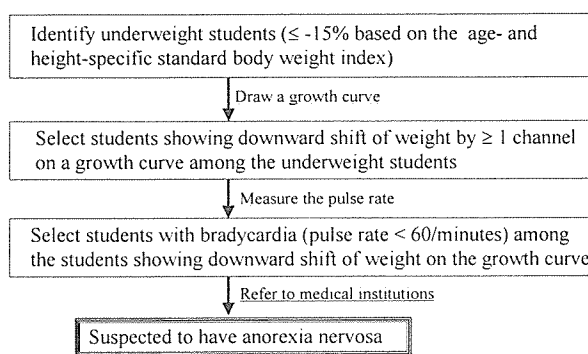 Identify underweight students (≤ -15% based on the age- and
height-specific standard body weight index)
Draw a growth curve
Select students showing downward shift of weight by ≥ 1 channel
on a growth curve among the underweight students
Measure the pulse rate
Select students with bradycardia (pulse rate < 60/minutes) among
the students showing downward shift of weight on the growth curve
Refer to medical institutions
Suspected to have anorexia nervosa